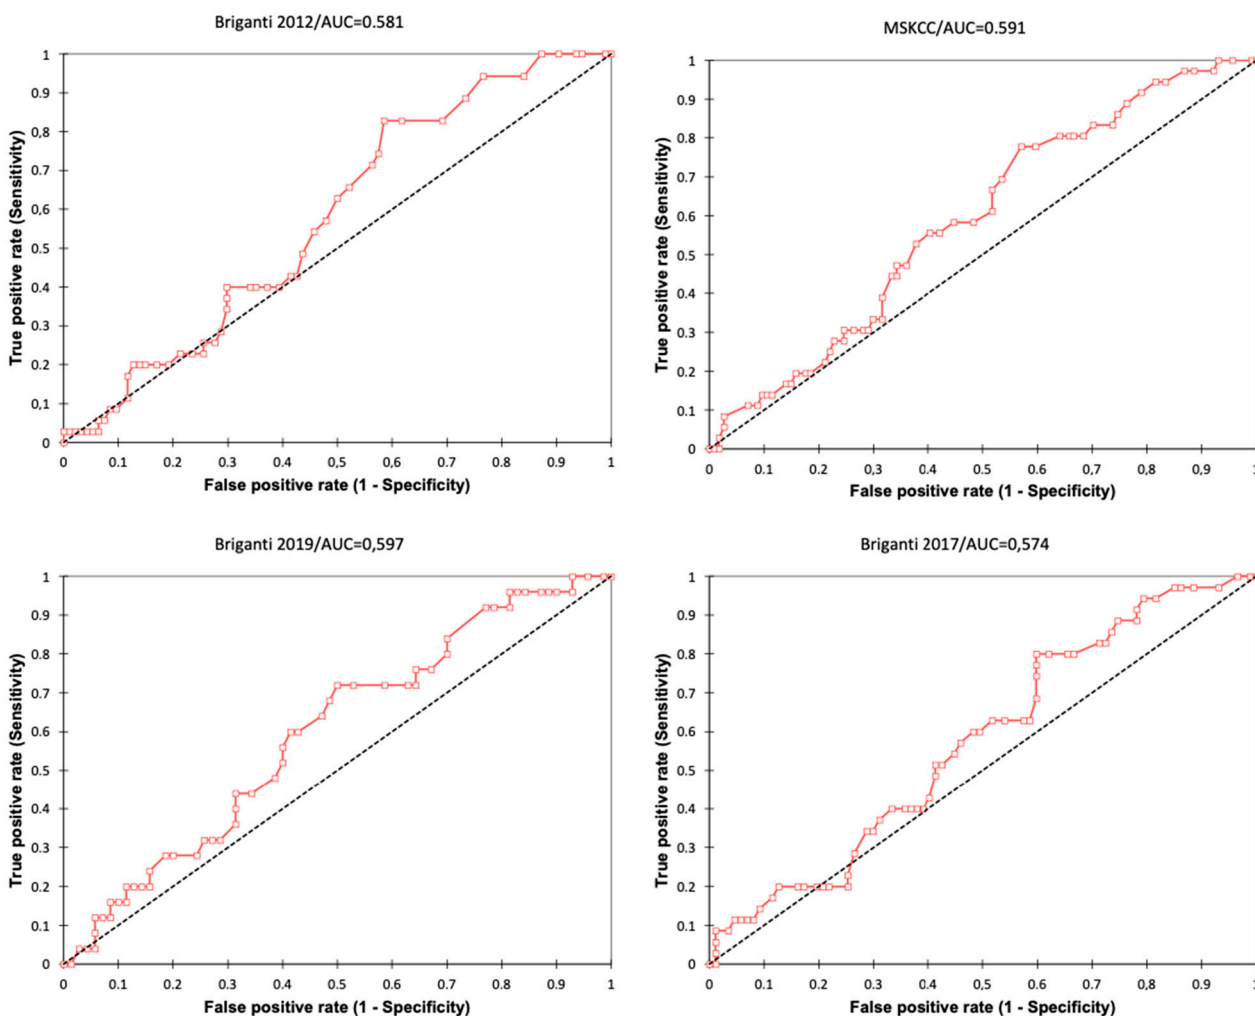 Briganti 2012/AUC=0.581
True positive rate (Sensitivity)
1
0.9
0.8
0.7
0.6
0.5
0.4
0.3
0.2
0.1
0
0 0.1 0.2 0.3 0.4 0,5 0,6 0.7 0.8 0.9 1
False positive rate (1 - Specificity)
MSKCC/AUC=0.591
True positive rate (Sensitivity)
1
0.9
0.8
0.7
0.6
0.5
0.4
0.3
0.2
0.1
0
0 0.1 0.2 0,3 0.4 0,5 0,6 0,7 0,8 0,9 1
False positive rate (1 - Specificity)
Briganti 2019/AUC=0,597
True positive rate (Sensitivity)
1
0.9
0.8
0.7
0.6
0.5
0.4
0.3
0.2
0.1
0
0 0.1 0.2 0.3 0.4 0,5 0,6 0.7 0.8 0.9 1
False positive rate (1 - Specificity)
Briganti 2017/AUC=0,574
True positive rate (Sensitivity)
1
0.9
0.8
0.7
0.6
0.5
0.4
0.3
0.2
0.1
0
0 0.1 0.2 0,3 0.4 0,5 0,6 0,7 0,8 0,9 1
False positive rate (1 - Specificity)